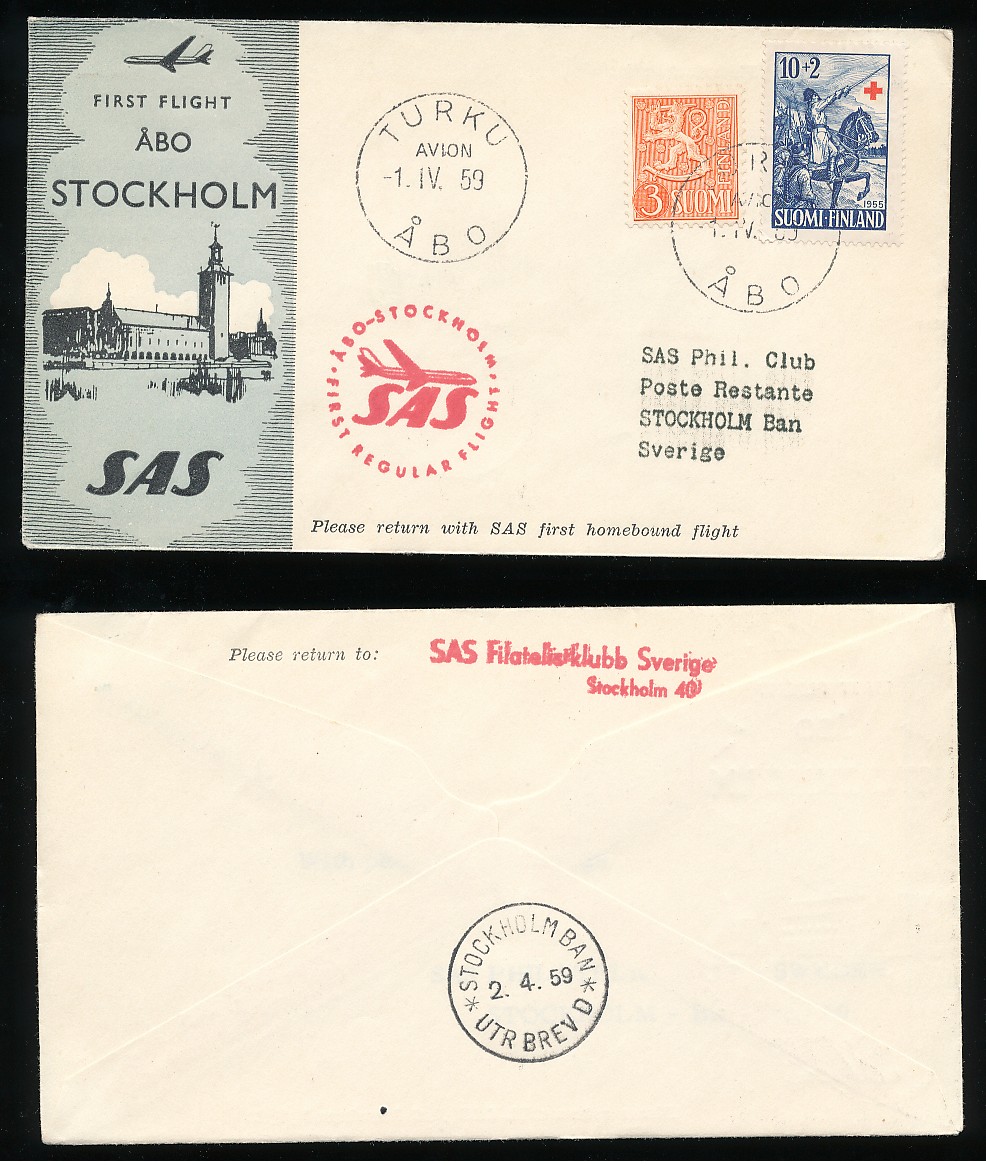 FIRST FLIGHT
ÅBO
STOCKHOLM
SAS
TURKU
AVION
-1. IV. 59
ÅBO
3 SUOMI
FINLAND
10+2
1955
SUOMI-FINLAND
ÅBO
ÅBO-STOCKHOLM
SAS
FIRST REGULAR FLIGHT
SAS Phil. Club
Poste Restante
STOCKHOLM Ban
Sverige
Please return with SAS first homebound flight
Please return to:
SAS Filatelistklubb Sverige
Stockholm 40
STOCKHOLM BAN
2. 4. 59
UTR BREV D